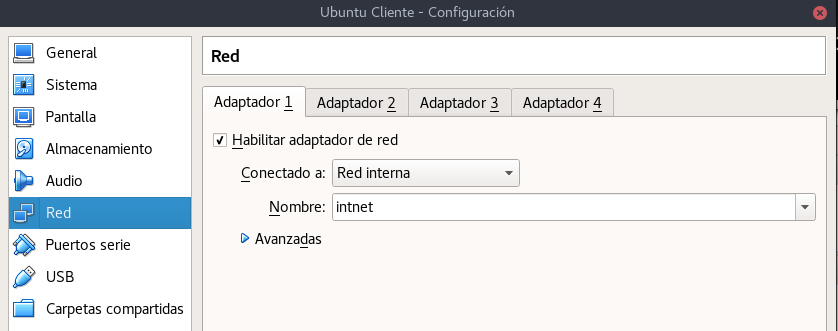 Ubuntu Cliente - Configuración
General
Sistema
Pantalla
Almacenamiento
Audio
Red
Puertos serie
USB
Carpetas compartidas
Red
Adaptador 1 Adaptador 2 Adaptador 3 Adaptador 4
Habilitar adaptador de red
Conectado a: Red interna
Nombre: intnet
Avanzadas